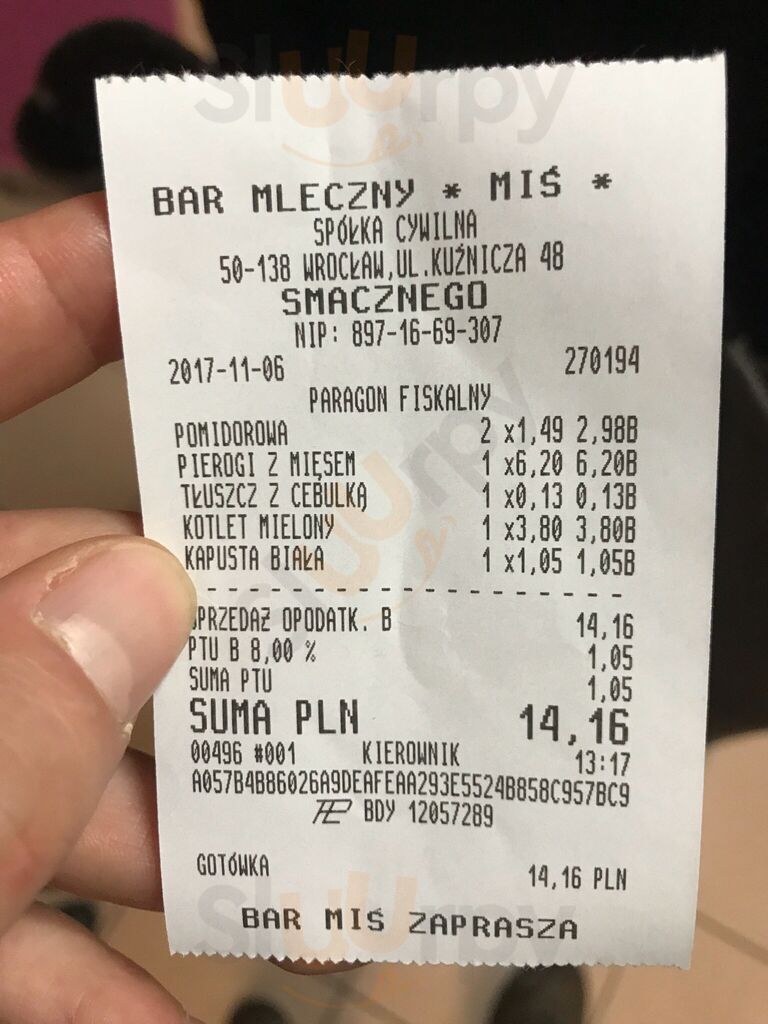 Sluurpy
BAR MLECZNY * MIŚ *
SPÓŁKA CYWILNA
50-138 WROCŁAW,UL.KUŹNICZA 48
SMACZNEGO
NIP: 897-16-69-307
2017-11-06 270194
PARAGON FISKALNY
POMIDOROWA 2 x1,49 2,98B
PIEROGI Z MIĘSEM 1 x6,20 6,20B
TŁUSZCZ Z CEBULKĄ 1 x0,13 0,13B
KOTLET MIELONY 1 x3,80 3,80B
KAPUSTA BIAŁA 1 x1,05 1,05B
SPRZEDAŻ OPODATK. B 14,16
PTU B 8,00 % 1,05
SUMA PTU 1,05
SUMA PLN 14,16
00496 #001 KIEROWNIK 13:17
A057B4B86026A9DEAFEAA293E5524B858C957BC9
BDY 12057289
GOTÓWKA 14,16 PLN
BAR MIŚ ZAPRASZA